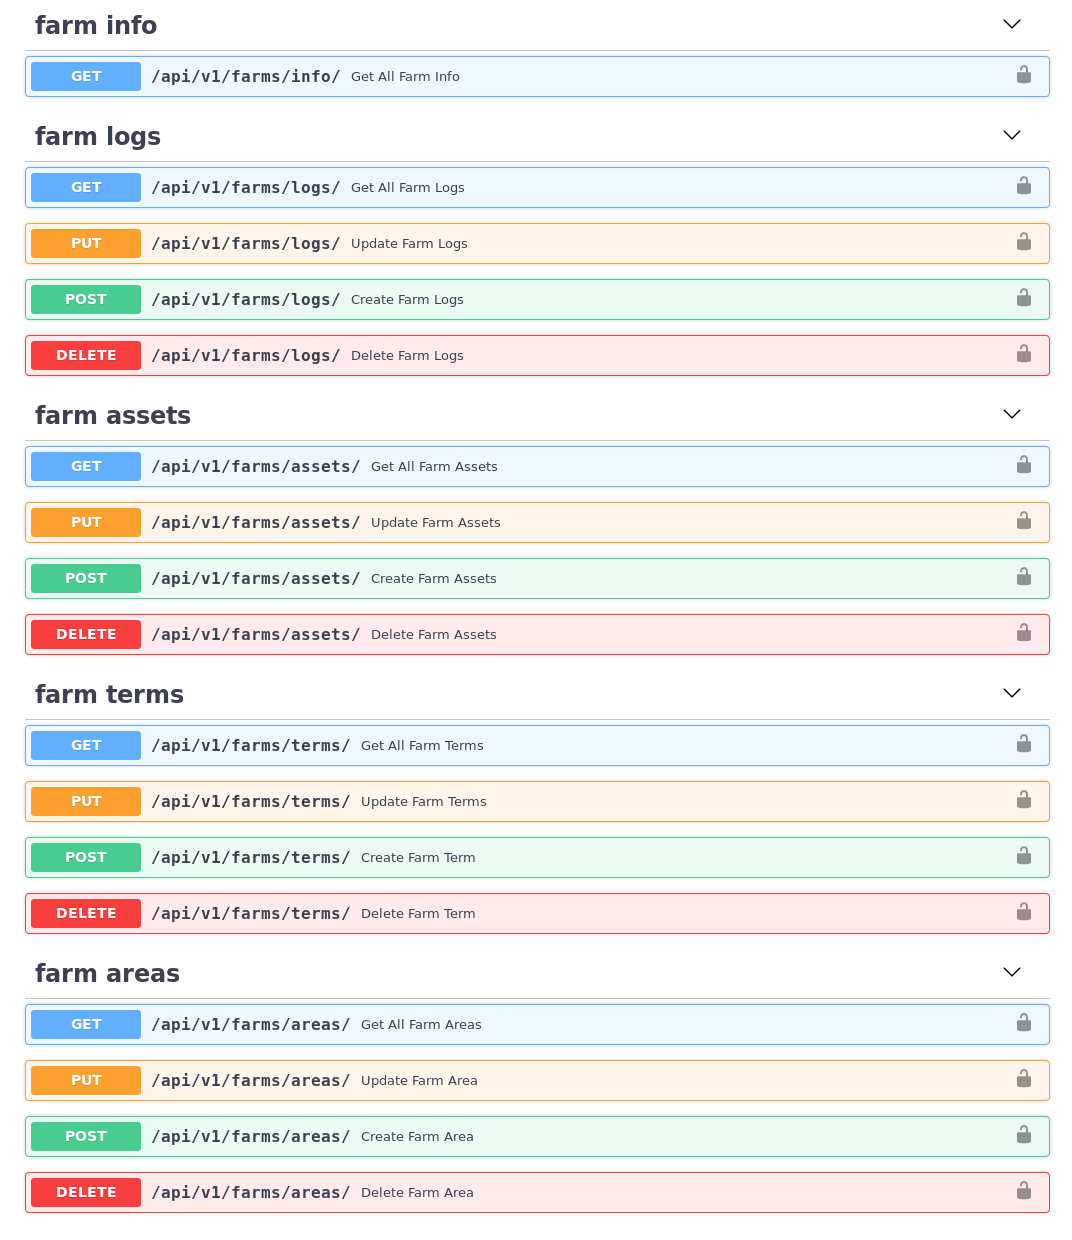 farm info
GET /api/v1/farms/info/ Get All Farm Info
farm logs
GET /api/v1/farms/logs/ Get All Farm Logs
PUT /api/v1/farms/logs/ Update Farm Logs
POST /api/v1/farms/logs/ Create Farm Logs
DELETE /api/v1/farms/logs/ Delete Farm Logs
farm assets
GET /api/v1/farms/assets/ Get All Farm Assets
PUT /api/v1/farms/assets/ Update Farm Assets
POST /api/v1/farms/assets/ Create Farm Assets
DELETE /api/v1/farms/assets/ Delete Farm Assets
farm terms
GET /api/v1/farms/terms/ Get All Farm Terms
PUT /api/v1/farms/terms/ Update Farm Terms
POST /api/v1/farms/terms/ Create Farm Term
DELETE /api/v1/farms/terms/ Delete Farm Term
farm areas
GET /api/v1/farms/areas/ Get All Farm Areas
PUT /api/v1/farms/areas/ Update Farm Area
POST /api/v1/farms/areas/ Create Farm Area
DELETE /api/v1/farms/areas/ Delete Farm Area